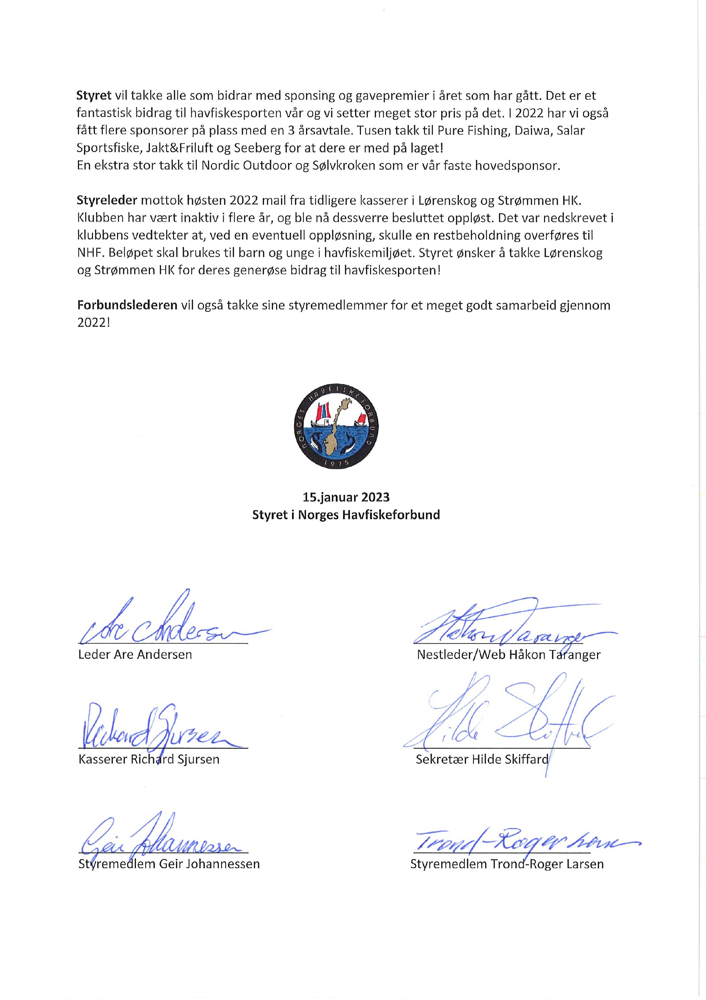 Styret vil takke alle som bidrar med sponsing og gavepremier i året som har gått. Det er et
fantastisk bidrag til havfiskesporten vår og vi setter meget stor pris på det. I 2022 har vi også
fått flere sponsorer på plass med en 3 årsavtale. Tusen takk til Pure Fishing, Daiwa, Salar
Sportsfiske, Jakt&Friluft og Seeberg for at dere er med på laget!
En ekstra stor takk til Nordic Outdoor og Sølvkroken som er vår faste hovedsponsor.
Styreleder mottok høsten 2022 mail fra tidligere kasserer i Lørenskog og Strømmen HK.
Klubben har vært inaktiv i flere år, og ble nå dessverre besluttet oppløst. Det var nedskrevet i
klubbens vedtekter at, ved en eventuell oppløsning, skulle en restbeholdning overføres til
NHF. Beløpet skal brukes til barn og unge i havfiskemiljøet. Styret ønsker å takke Lørenskog
og Strømmen HK for deres generøse bidrag til havfiskesporten!
Forbundslederen vil også takke sine styremedlemmer for et meget godt samarbeid gjennom
2022!
NORGES HAVFISKEFORBUND
1975
15.januar 2023
Styret i Norges Havfiskeforbund
Are Andersen
Håkon Taranger
Leder Are Andersen
Nestleder/Web Håkon Taranger
Richard Sjursen
Hilde Skiffard
Kasserer Richard Sjursen
Sekretær Hilde Skiffard
Geir Johannessen
Trond-Roger Larsen
Styremedlem Geir Johannessen
Styremedlem Trond-Roger Larsen